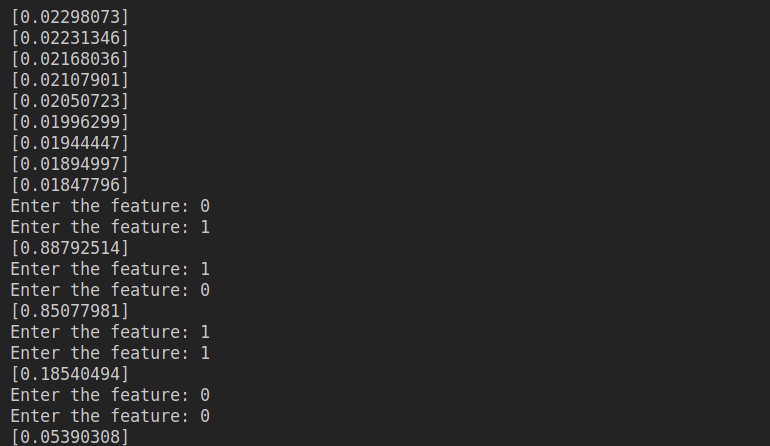 [0.02298073]
[0.02231346]
[0.02168036]
[0.02107901]
[0.02050723]
[0.01996299]
[0.01944447]
[0.01894997]
[0.01847796]
Enter the feature: 0
Enter the feature: 1
[0.88792514]
Enter the feature: 1
Enter the feature: 0
[0.85077981]
Enter the feature: 1
Enter the feature: 1
[0.18540494]
Enter the feature: 0
Enter the feature: 0
[0.05390308]